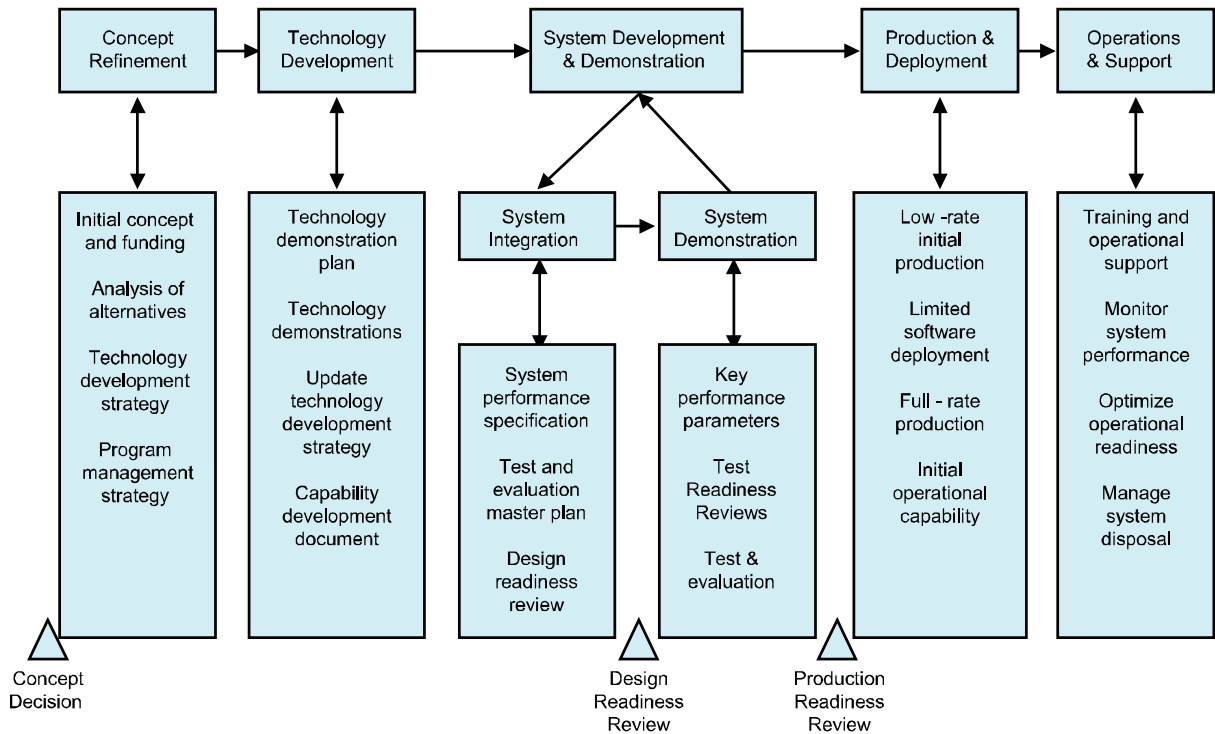 Concept
Refinement
Technology
Development
System Development
& Demonstration
Production &
Deployment
Operations
& Support
Initial concept
and funding
Analysis of
alternatives
Technology
development
strategy
Program
management
strategy
Technology
demonstration
plan
Technology
demonstrations
Update
technology
development
strategy
Capability
development
document
System
Integration
System
Demonstration
System
performance
specification
Test and
evaluation
master plan
Design
readiness
review
Key
performance
parameters
Test
Readiness
Reviews
Test &
evaluation
Low -rate
initial
production
Limited
software
deployment
Full - rate
production
Initial
operational
capability
Training and
operational
support
Monitor
system
performance
Optimize
operational
readiness
Manage
system
disposal
Concept
Decision
Design
Readiness
Review
Production
Readiness
Review